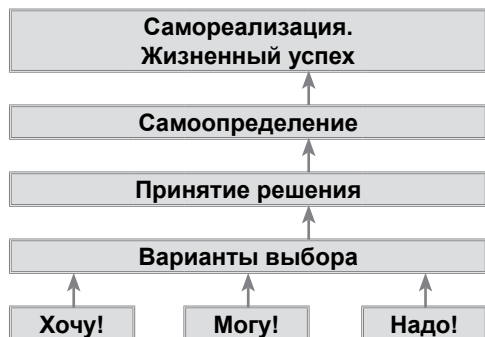 Самореализация.
Жизненный успех
Самоопределение
Принятие решения
Варианты выбора
Хочу! Могу! Надо!